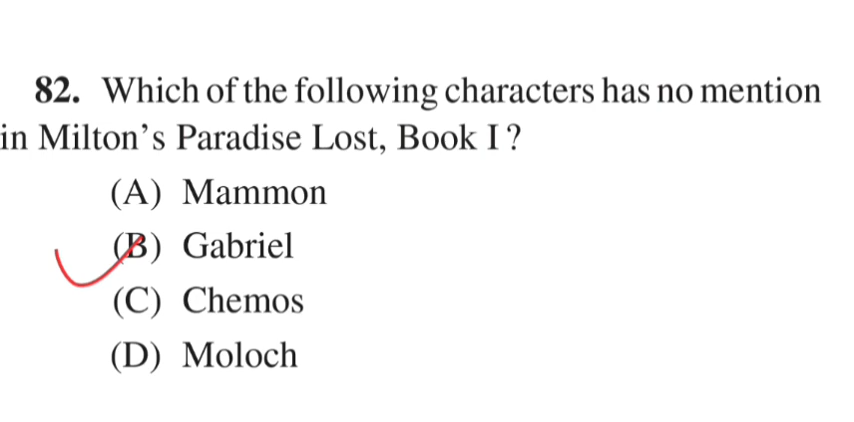 82. Which of the following characters has no mention
in Milton’s Paradise Lost, Book I ?
(A) Mammon
(B) Gabriel
(C) Chemos
(D) Moloch